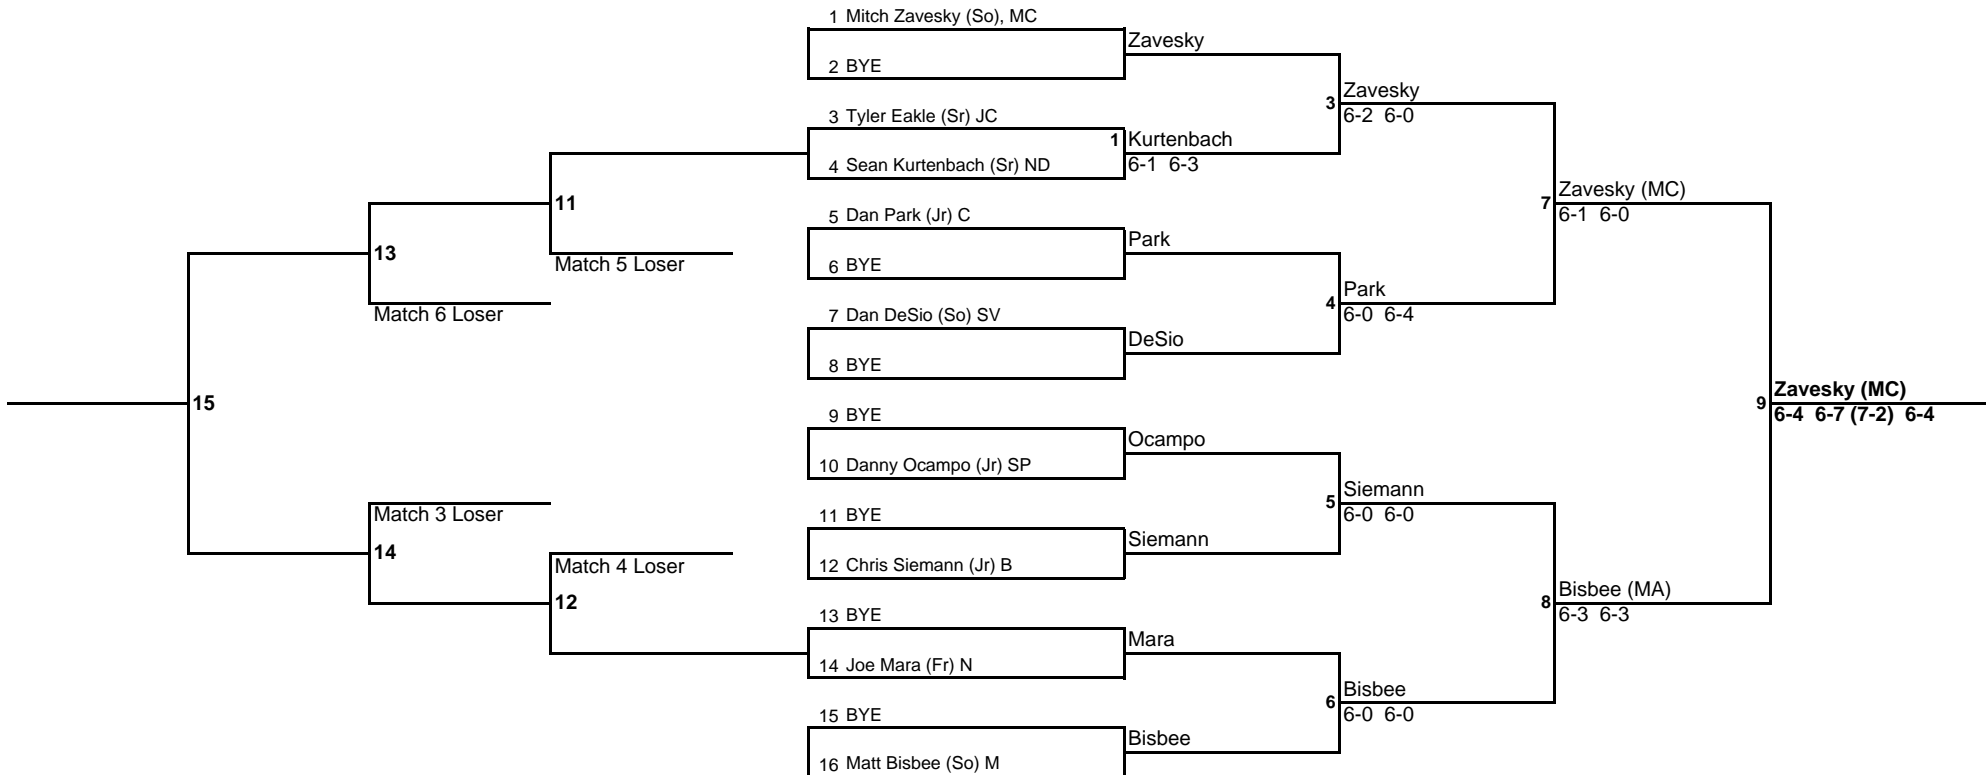 1 Mitch Zavesky (So), MC
Zavesky
2 BYE
Zavesky
3 6-2 6-0
3 Tyler Eakle (Sr) JC
1 Kurtenbach
4 Sean Kurtenbach (Sr) ND
6-1 6-3
Zavesky (MC)
7 6-1 6-0
11
5 Dan Park (Jr) C
Park
6 BYE
13
Match 5 Loser
Park
4 6-0 6-4
Match 6 Loser
7 Dan DeSio (So) SV
DeSio
8 BYE
15
Zavesky (MC)
9 6-4 6-7 (7-2) 6-4
9 BYE
Ocampo
10 Danny Ocampo (Jr) SP
Siemann
5 6-0 6-0
Match 3 Loser
11 BYE
Siemann
14
12 Chris Siemann (Jr) B
Match 4 Loser
12
Bisbee (MA)
8 6-3 6-3
13 BYE
Mara
14 Joe Mara (Fr) N
Bisbee
6 6-0 6-0
15 BYE
Bisbee
16 Matt Bisbee (So) M